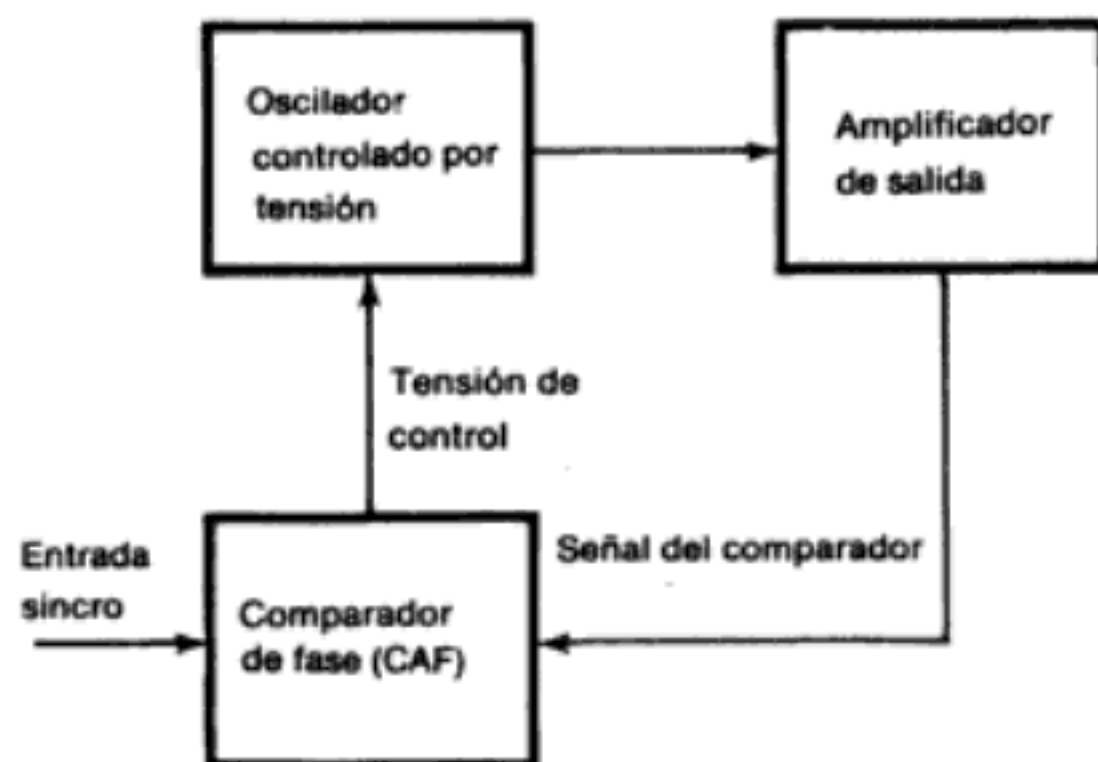 Oscilador
controlado por
tensión
Amplificador
de salida
Tensión de
control
Entrada
sincro
Señal del comparador
Comparador
de fase (CAF)